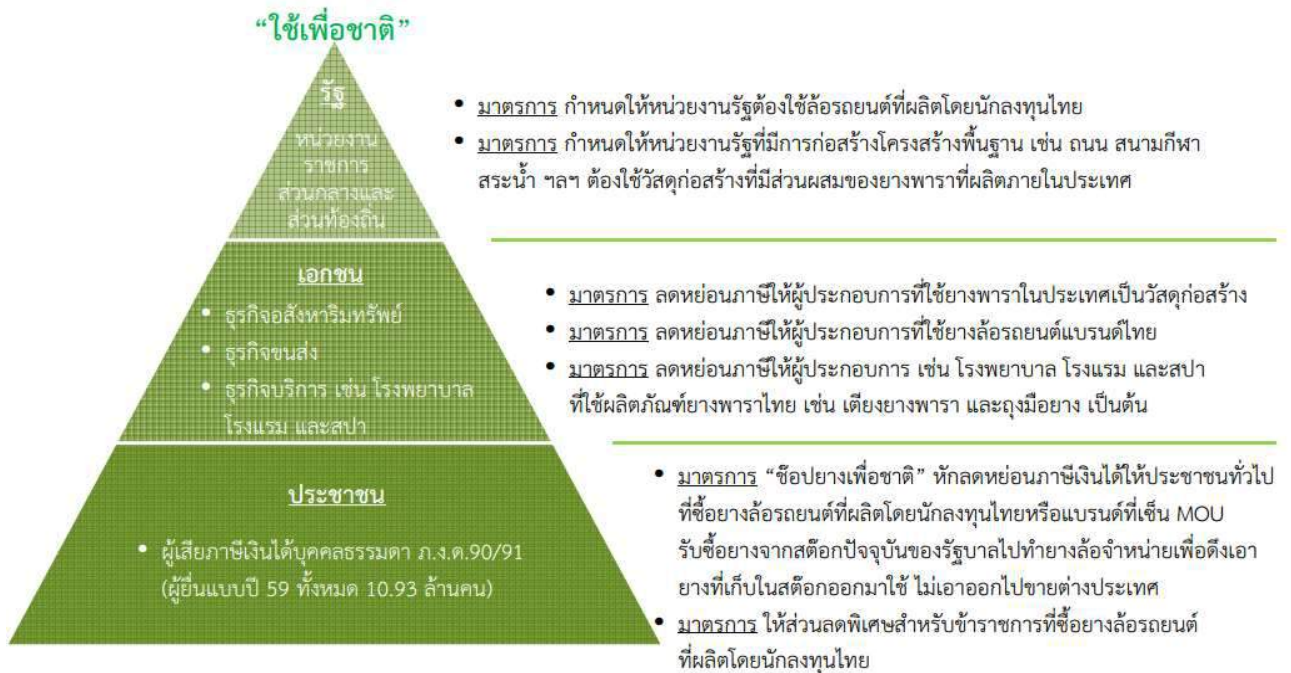 “ใช้เพื่อชาติ”
รัฐ
หน่วยงาน
ราชการ
ส่วนกลางและ
ส่วนท้องถิ่น
• มาตรการ กำหนดให้หน่วยงานรัฐต้องใช้ล้อรถยนต์ที่ผลิตโดยนักลงทุนไทย
• มาตรการ กำหนดให้หน่วยงานรัฐที่มีการก่อสร้างโครงสร้างพื้นฐาน เช่น ถนน สนามกีฬา
สระน้ำ ฯลฯ ต้องใช้วัสดุก่อสร้างที่มีส่วนผสมของยางพาราที่ผลิตภายในประเทศ
เอกชน
• ธุรกิจอสังหาริมทรัพย์
• ธุรกิจขนส่ง
• ธุรกิจบริการ เช่น โรงพยาบาล
โรงแรม และสปา
• มาตรการ ลดหย่อนภาษีให้ผู้ประกอบการที่ใช้ยางพาราในประเทศเป็นวัสดุก่อสร้าง
• มาตรการ ลดหย่อนภาษีให้ผู้ประกอบการที่ใช้ยางล้อรถยนต์แบรนด์ไทย
• มาตรการ ลดหย่อนภาษีให้ผู้ประกอบการ เช่น โรงพยาบาล โรงแรม และสปา
ที่ใช้ผลิตภัณฑ์ยางพาราไทย เช่น เตียงยางพารา และถุงมือยาง เป็นต้น
ประชาชน
• ผู้เสียภาษีเงินได้บุคคลธรรมดา ภ.ง.ด.90/91
(ผู้ยื่นแบบปี 59 ทั้งหมด 10.93 ล้านคน)
• มาตรการ “ช๊อปยางเพื่อชาติ” หักลดหย่อนภาษีเงินได้ให้ประชาชนทั่วไป
ที่ซื้อยางล้อรถยนต์ที่ผลิตโดยนักลงทุนไทยหรือแบรนด์ที่เซ็น MOU
รับซื้อยางจากสต๊อกปัจจุบันของรัฐบาลไปทำยางล้อจำหน่ายเพื่อดึงเอา
ยางที่เก็บในสต๊อกออกมาใช้ ไม่เอาออกไปขายต่างประเทศ
• มาตรการ ให้ส่วนลดพิเศษสำหรับข้าราชการที่ซื้อยางล้อรถยนต์
ที่ผลิตโดยนักลงทุนไทย